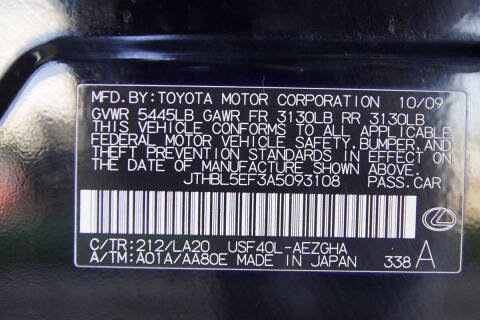 MFD.BY:TOYOTA MOTOR CORPORATION 10/09
GVWR 5445LB GAWR FR 3130LB RR 3130LB
THIS VEHICLE CONFORMS TO ALL APPLICABLE
FEDERAL MOTOR VEHICLE SAFETY,BUMPER,AND
THEFT PREVENTION STANDARDS IN EFFECT ON
THE DATE OF MANUFACTURE SHOWN ABOVE.
JTHBL5EF3A5093108 PASS.CAR
C/TR:212/LA20 USF40L-AEZGHA
A/TM:A01A/AA80E MADE IN JAPAN 338 A